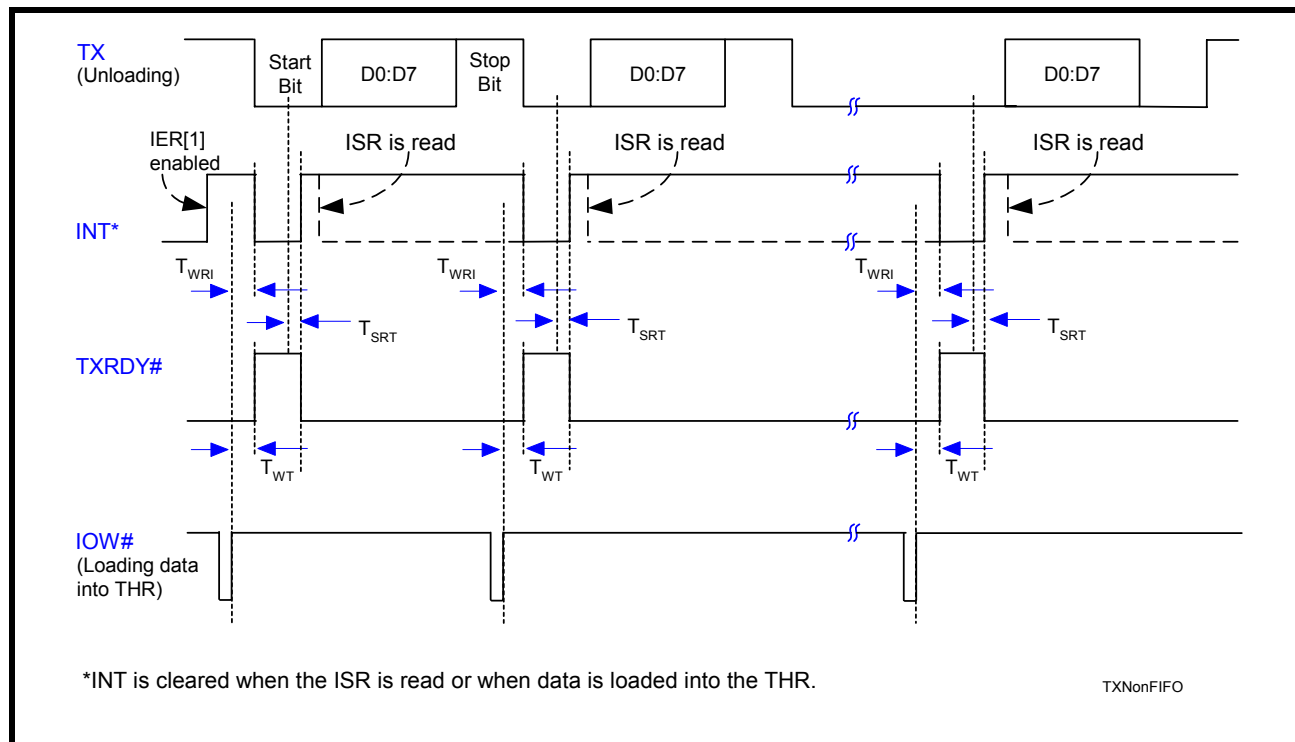 TX
(Unloading)
Start
Bit
D0:D7
Stop
Bit
D0:D7
D0:D7
IER[1]
enabled
ISR is read
ISR is read
ISR is read
INT*
TWRI
TWRI
TWRI
TSRT
TSRT
TSRT
TXRDY#
TWT
TWT
TWT
IOW#
(Loading data
into THR)
*INT is cleared when the ISR is read or when data is loaded into the THR.
TXNonFIFO